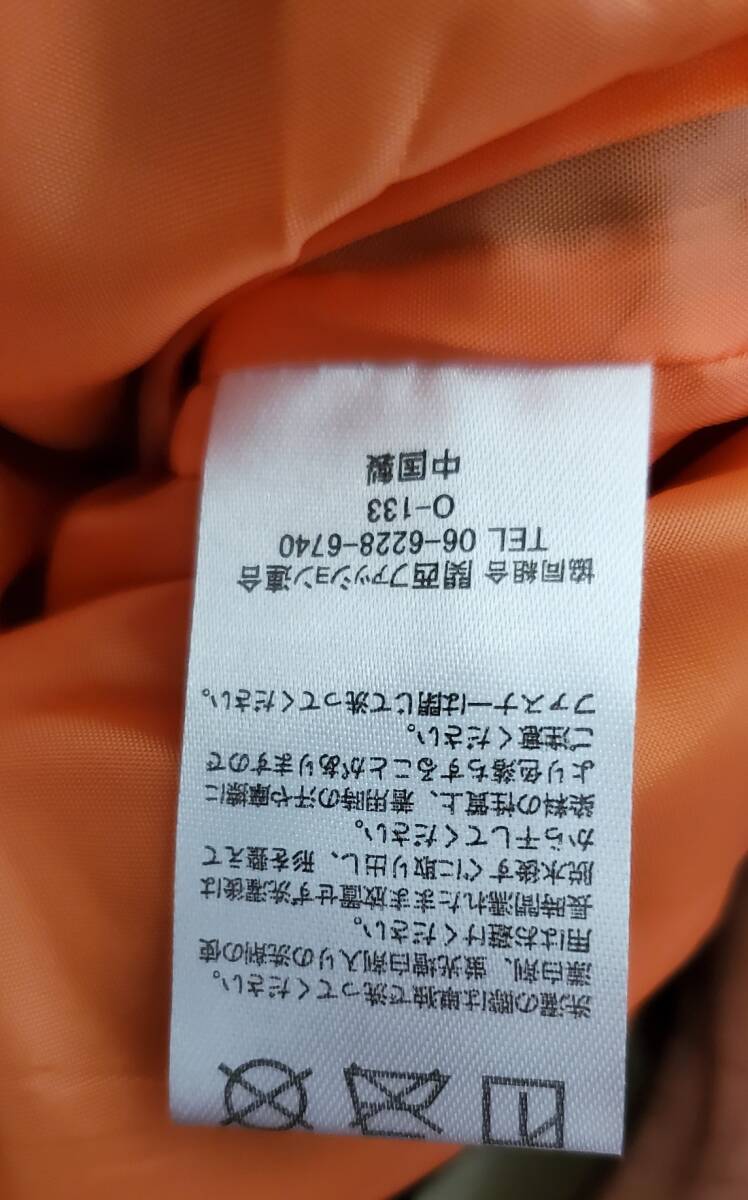 洗濯の際は単独で洗ってください。
漂白剤、蛍光増白剤入りの洗剤の使
用はお避けください。
長時間濡れたまま放置せず洗濯後は
脱水後すぐに取り出し、形を整えて
から干してください。
染料の性質上、着用時の汗や摩擦に
より色落ちすることがありますので
ご注意ください。
ファスナーは閉じて洗ってください。
協同組合 関西ファッション連合
TEL 06-6228-6740
O-133
中国製